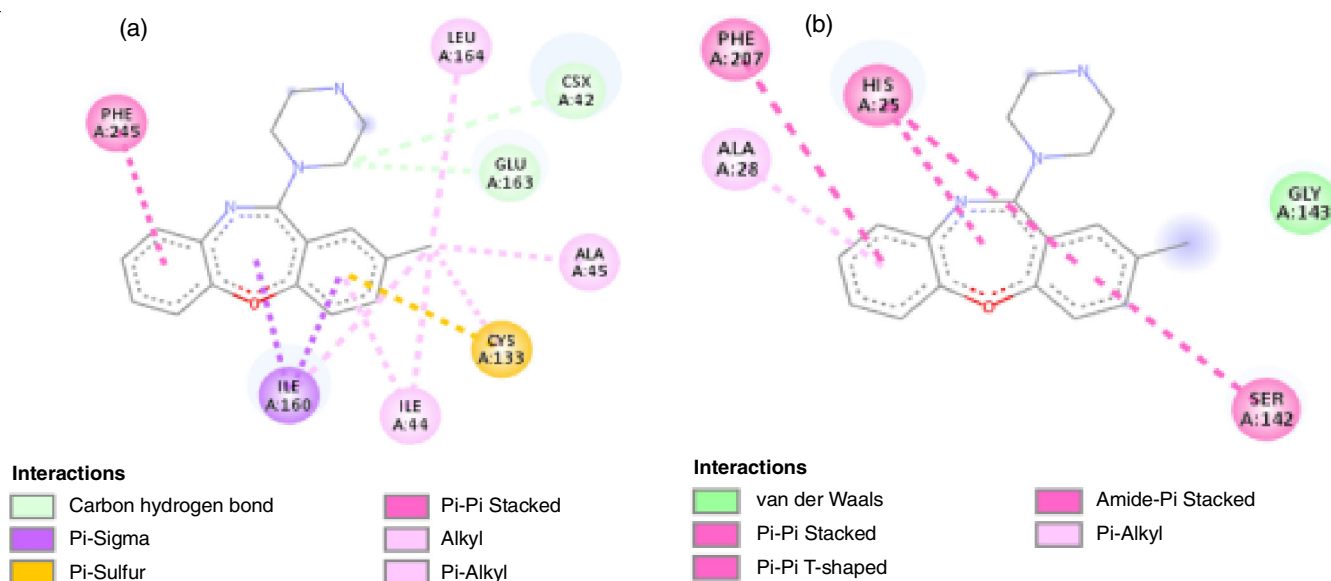 (a)
LEU
A:164
CSX
A:42
PHE
A:245
N
GLU
A:163
N
N
ALA
A:45
O
CYS
A:133
ILE
A:160
ILE
A:44
Interactions
Carbon hydrogen bond
Pi-Sigma
Pi-Sulfur
Pi-Pi Stacked
Alkyl
Pi-Alkyl
(b)
PHE
A:207
HIS
A:25
N
ALA
A:28
N
GLY
A:143
N
O
SER
A:142
Interactions
van der Waals
Pi-Pi Stacked
Pi-Pi T-shaped
Amide-Pi Stacked
Pi-Alkyl